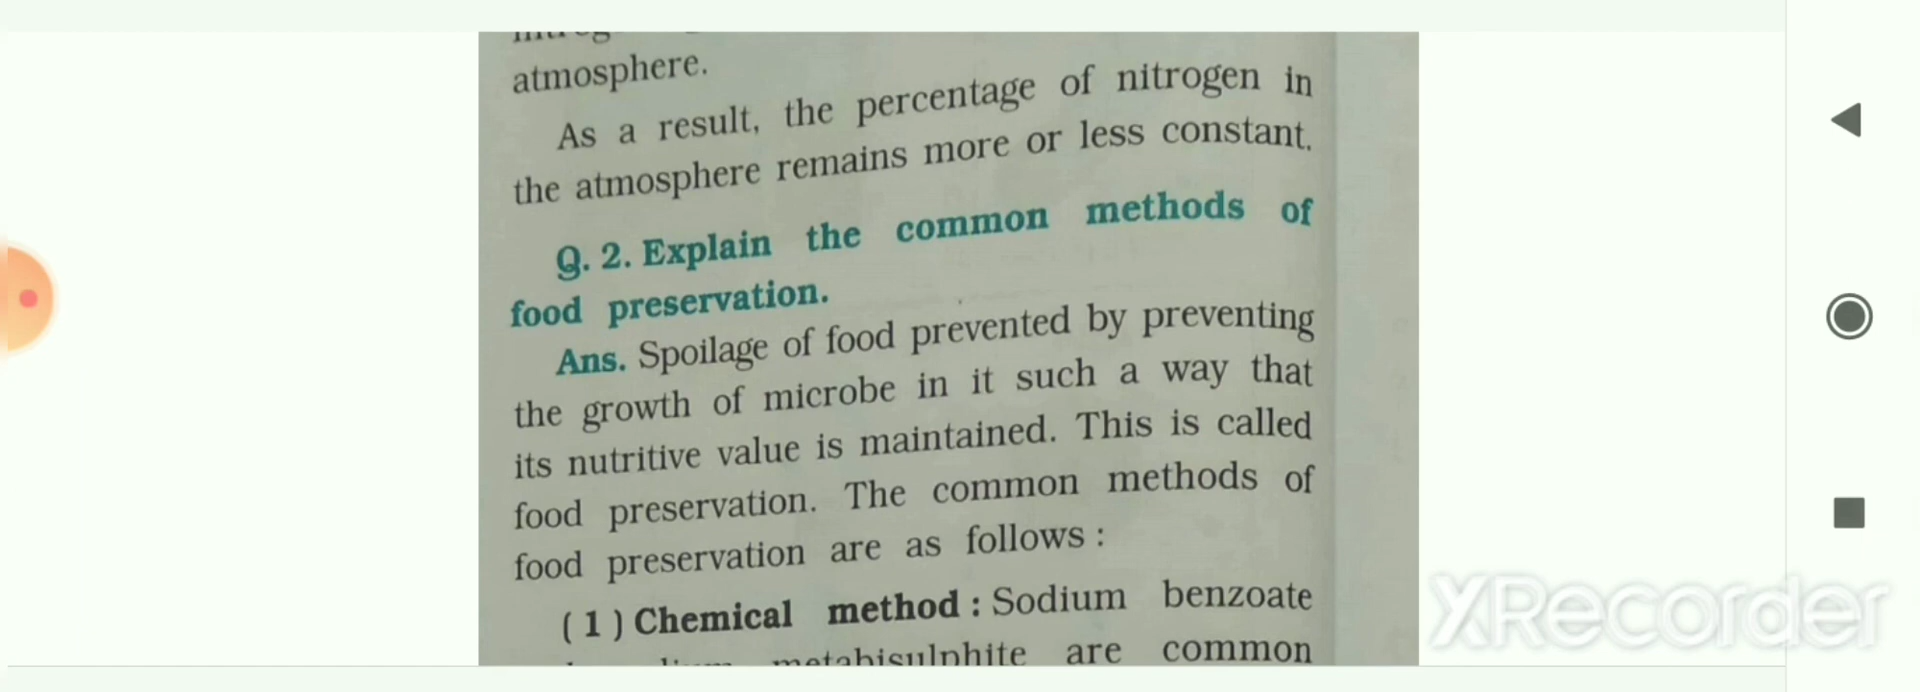 atmosphere.
As a result, the percentage of nitrogen in
the atmosphere remains more or less constant.
Q. 2. Explain the common methods of
food preservation.
Ans. Spoilage of food prevented by preventing
the growth of microbe in it such a way that
its nutritive value is maintained. This is called
food preservation. The common methods of
food preservation are as follows :
( 1 ) Chemical method : Sodium benzoate
metabisulphite are common
XRecorder